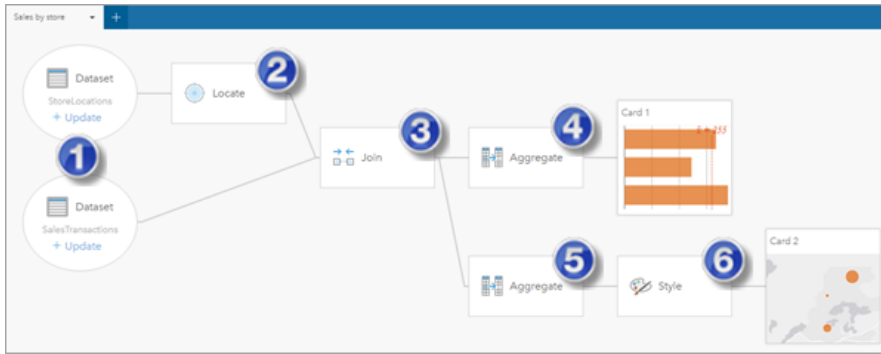 Sales by store
+
Dataset
StoreLocations
+ Update
2
Locate
1
Dataset
SalesTransactions
+ Update
3
Join
4
Aggregate
Card 1
5
Aggregate
6
Style
Card 2